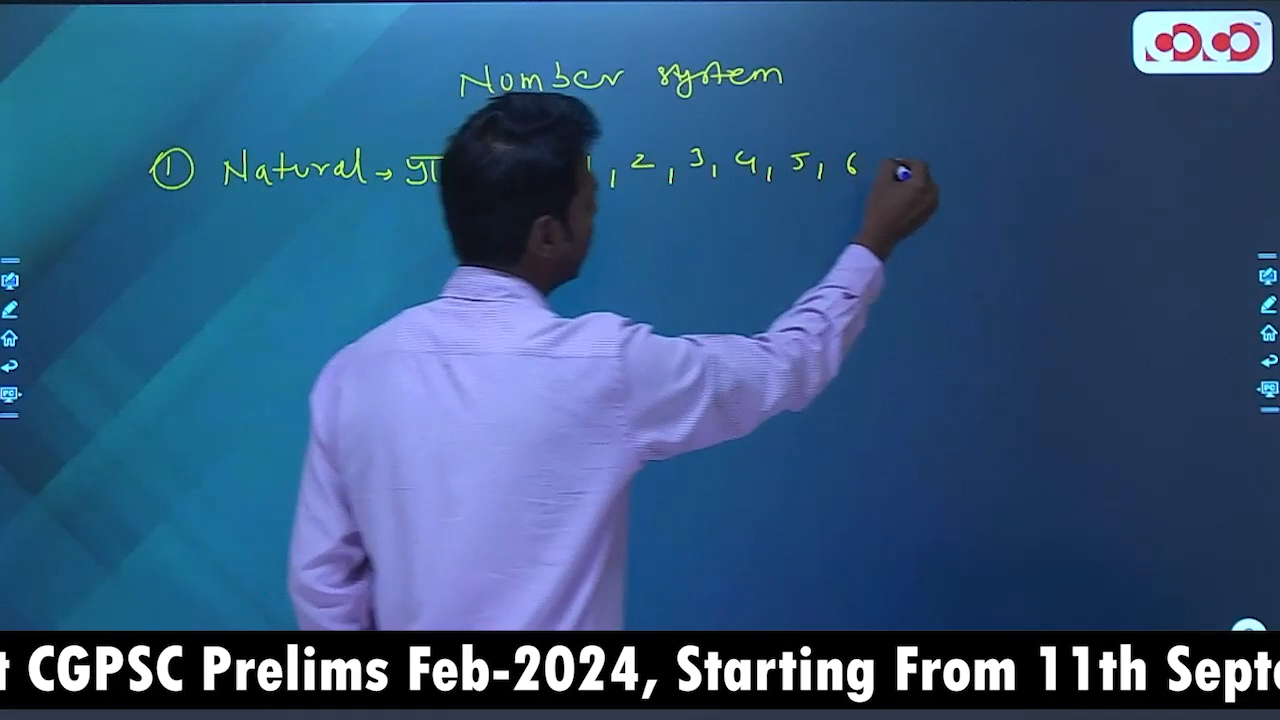 Number system
① Natural → 1, 2, 3, 4, 5, 6
t CGPSC Prelims Feb-2024, Starting From 11th Septe